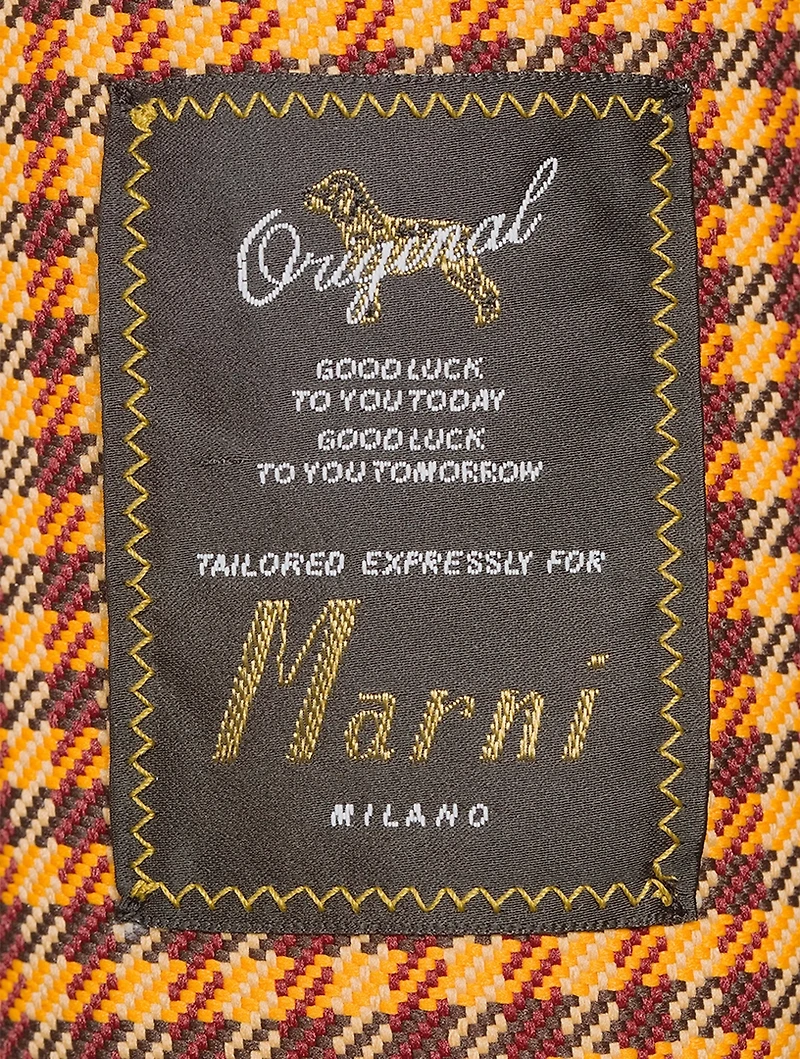 Original
GOOD LUCK
TO YOU TODAY
GOOD LUCK
TO YOU TOMORROW
TAILORED EXPRESSLY FOR
Marni
MILANO